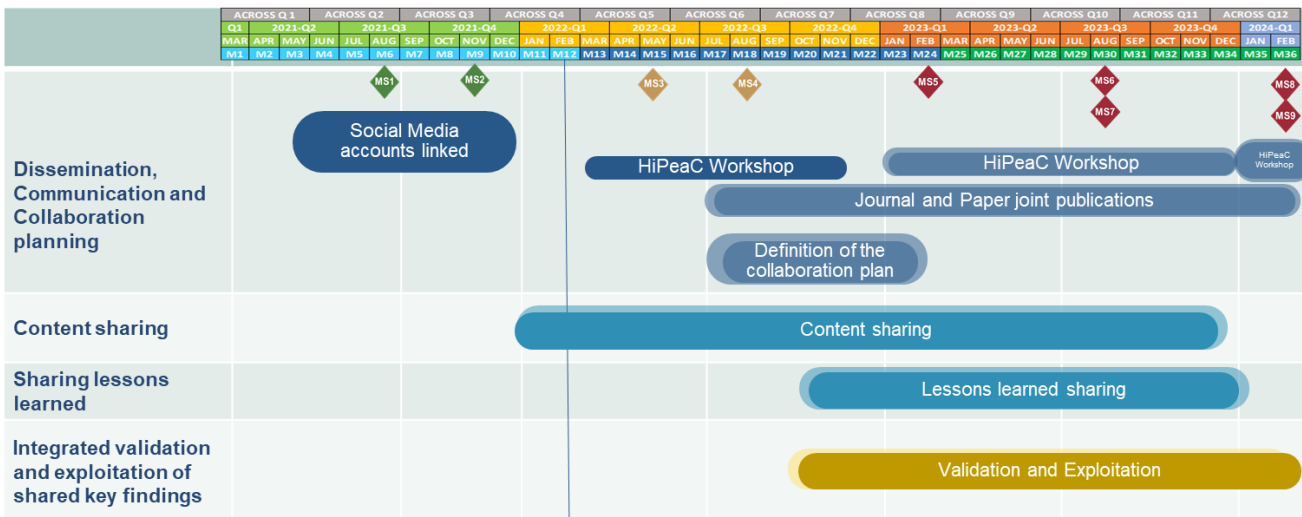 ACROSS Q 1 ACROSS Q2 ACROSS Q3 ACROSS Q4 ACROSS Q5 ACROSS Q6 ACROSS Q7 ACROSS Q8 ACROSS Q9 ACROSS Q10 ACROSS Q11 ACROSS Q12
Q1 2021-Q2 2021-Q3 2021-Q4 2022-Q1 2022-Q2 2022-Q3 2022-Q4 2023-Q1 2023-Q2 2023-Q3 2023-Q4 2024-Q1
MAR APR MAY JUN JUL AUG SEP OCT NOV DEC JAN FEB MAR APR MAY JUN JUL AUG SEP OCT NOV DEC JAN FEB MAR APR MAY JUN JUL AUG SEP OCT NOV DEC JAN FEB
M1 M2 M3 M4 M5 M6 M7 M8 M9 M10 M11 M12 M13 M14 M15 M16 M17 M18 M19 M20 M21 M22 M23 M24 M25 M26 M27 M28 M29 M30 M31 M32 M33 M34 M35 M36
MS1 MS2 MS3 MS4 MS5 MS6 MS8
MS7 MS9
Dissemination,
Communication and
Collaboration
planning
Social Media
accounts linked
HiPeaC Workshop
HiPeaC Workshop
HiPeaC
Workshop
Journal and Paper joint publications
Definition of the
collaboration plan
Content sharing
Content sharing
Sharing lessons
learned
Lessons learned sharing
Integrated validation
and exploitation of
shared key findings
Validation and Exploitation